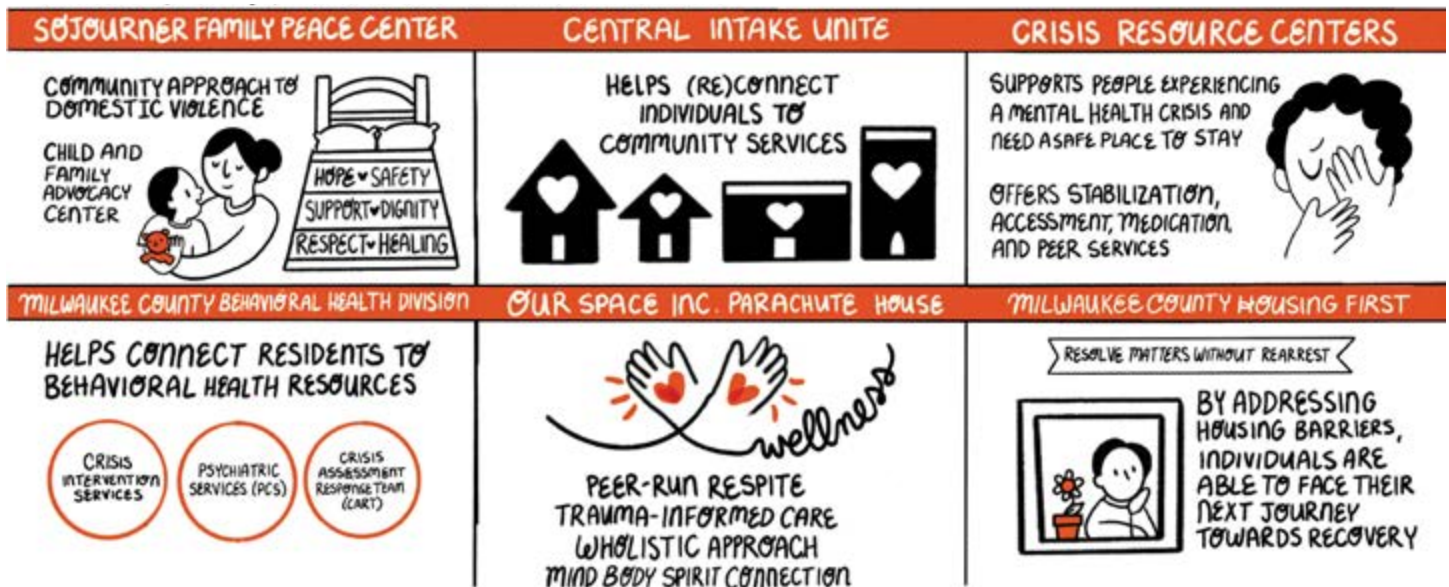 SOJOURNER FAMILY PEACE CENTER
COMMUNITY APPROACH TO
DOMESTIC VIOLENCE
CHILD AND
FAMILY
ADVOCACY
CENTER
HOPE ♥ SAFETY
SUPPORT ♥ DIGNITY
RESPECT ♥ HEALING
CENTRAL INTAKE UNITE
HELPS (RE)CONNECT
INDIVIDUALS TO
COMMUNITY SERVICES
CRISIS RESOURCE CENTERS
SUPPORTS PEOPLE EXPERIENCING
A MENTAL HEALTH CRISIS AND
NEED A SAFE PLACE TO STAY
OFFERS STABILIZATION,
ACCESSMENT, MEDICATION,
AND PEER SERVICES
MILWAUKEE COUNTY BEHAVIORAL HEALTH DIVISION
HELPS CONNECT RESIDENTS TO
BEHAVIORAL HEALTH RESOURCES
CRISIS
INTERVENTION
SERVICES
PSYCHIATRIC
SERVICES (PCS)
CRISIS
ASSESSMENT
RESPONSE TEAM
(CART)
OUR SPACE INC. PARACHUTE HOUSE
wellness
PEER-RUN RESPITE
TRAUMA-INFORMED CARE
WHOLISTIC APPROACH
MIND BODY SPIRIT CONNECTION
MILWAUKEE COUNTY HOUSING FIRST
RESOLVE MATTERS WITHOUT REARREST
BY ADDRESSING
HOUSING BARRIERS,
INDIVIDUALS ARE
ABLE TO FACE THEIR
NEXT JOURNEY
TOWARDS RECOVERY